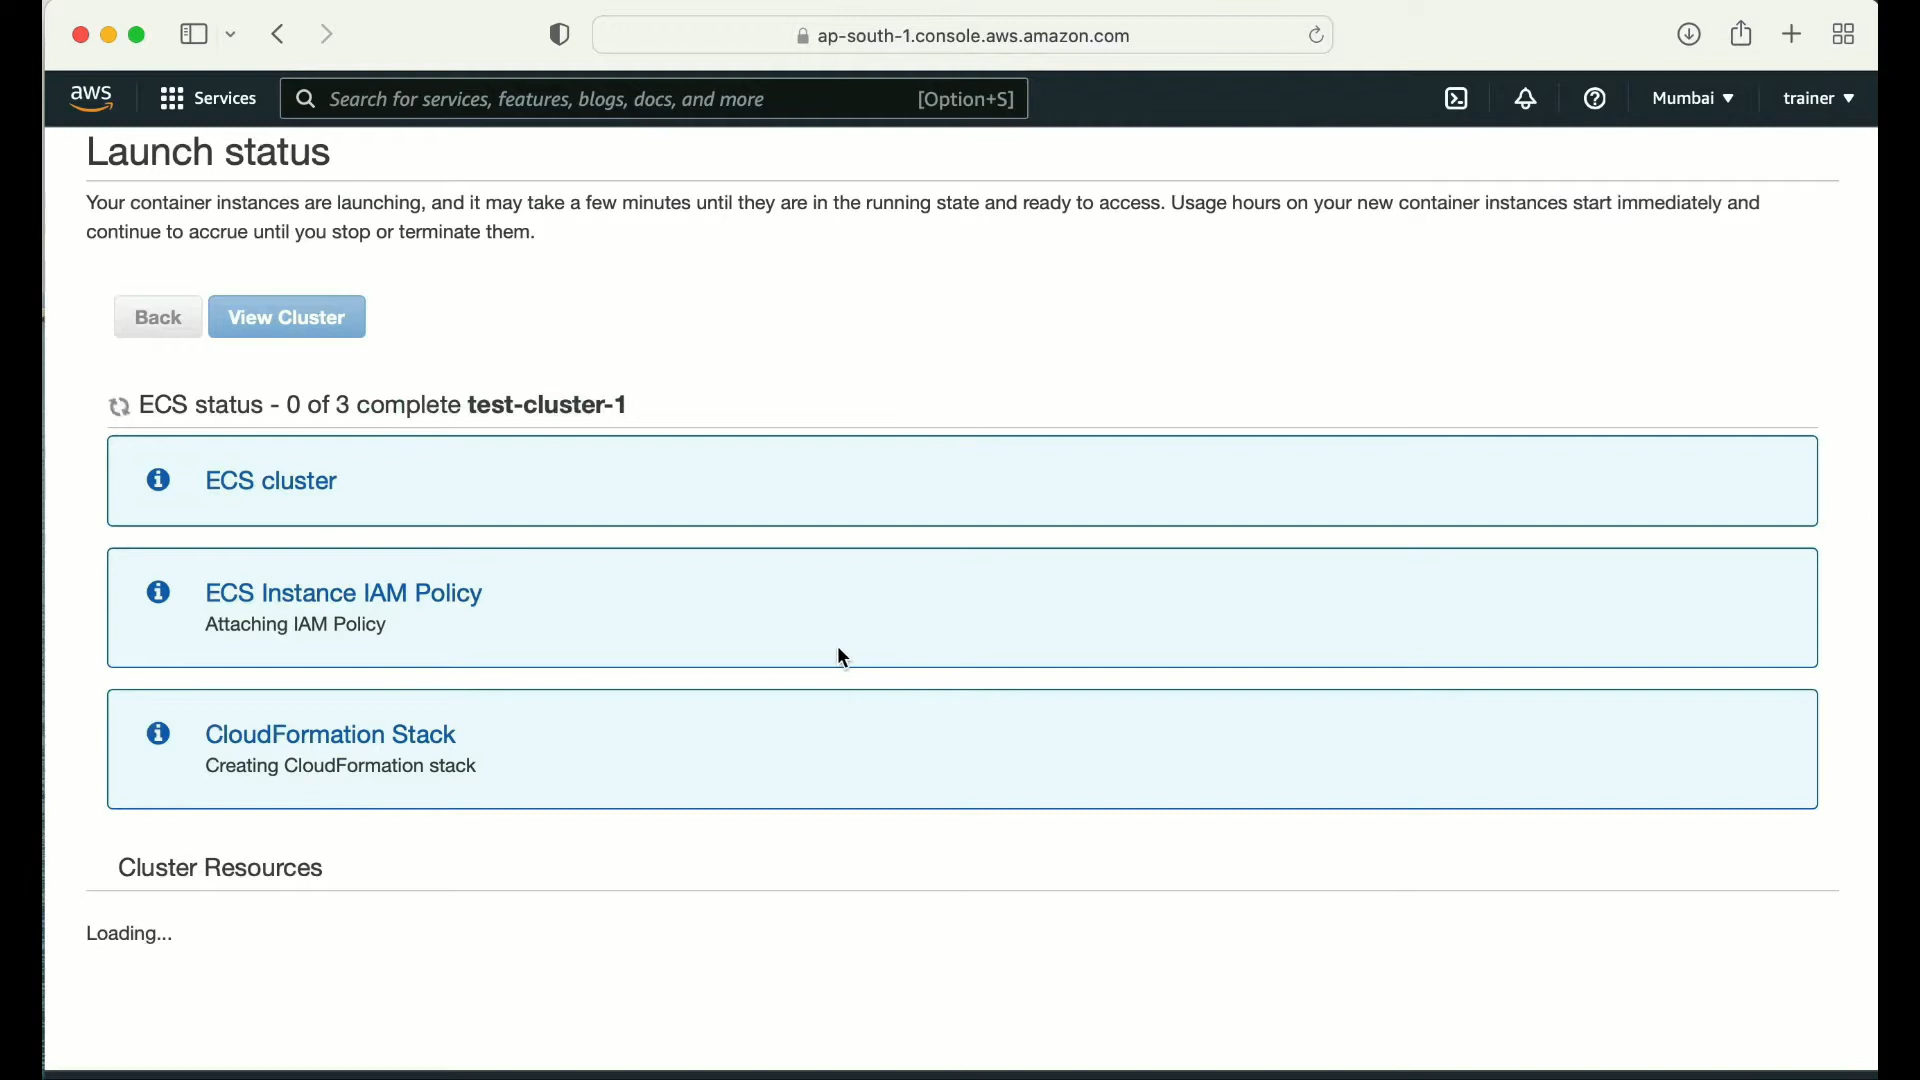 ap-south-1.console.aws.amazon.com
aws
Services
Search for services, features, blogs, docs, and more
[Option+S]
Mumbai ▼
trainer ▼
Launch status
Your container instances are launching, and it may take a few minutes until they are in the running state and ready to access. Usage hours on your new container instances start immediately and
continue to accrue until you stop or terminate them.
Back
View Cluster
ECS status - 0 of 3 complete test-cluster-1
ECS cluster
ECS Instance IAM Policy
Attaching IAM Policy
CloudFormation Stack
Creating CloudFormation stack
Cluster Resources
Loading...